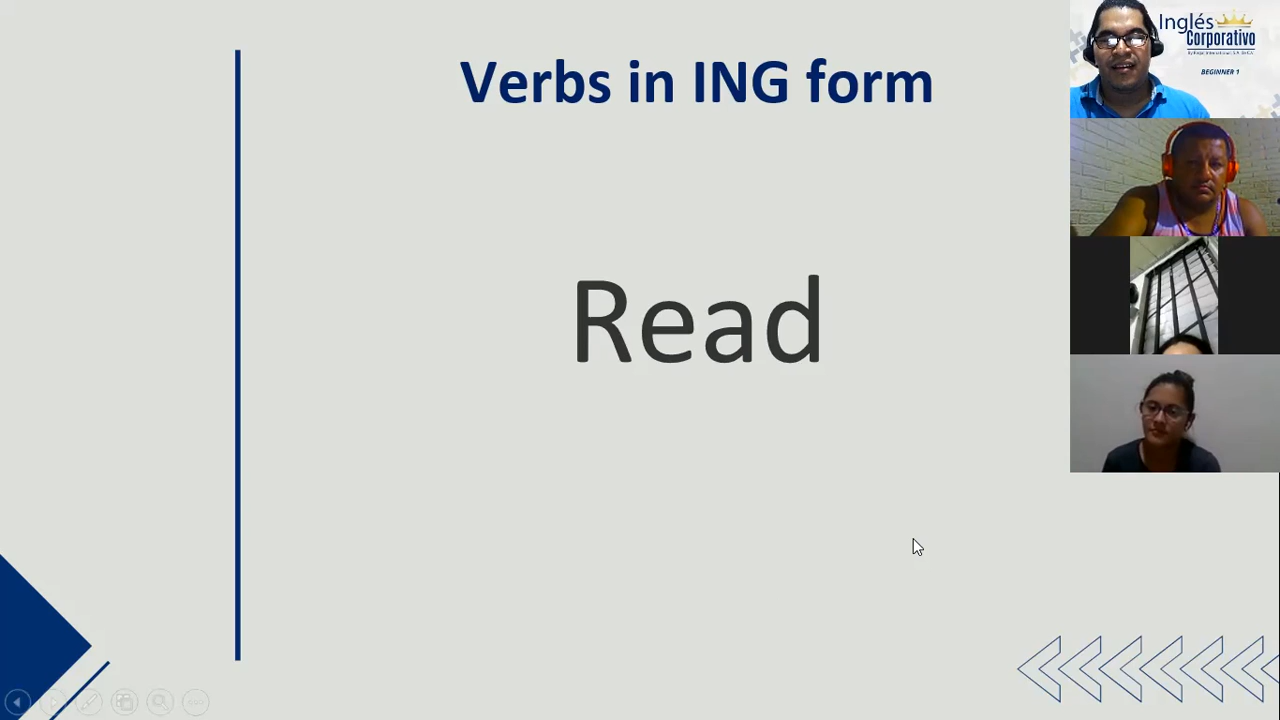 Verbs in ING form
Read
Inglés
Corporativo
BEGINNER 1